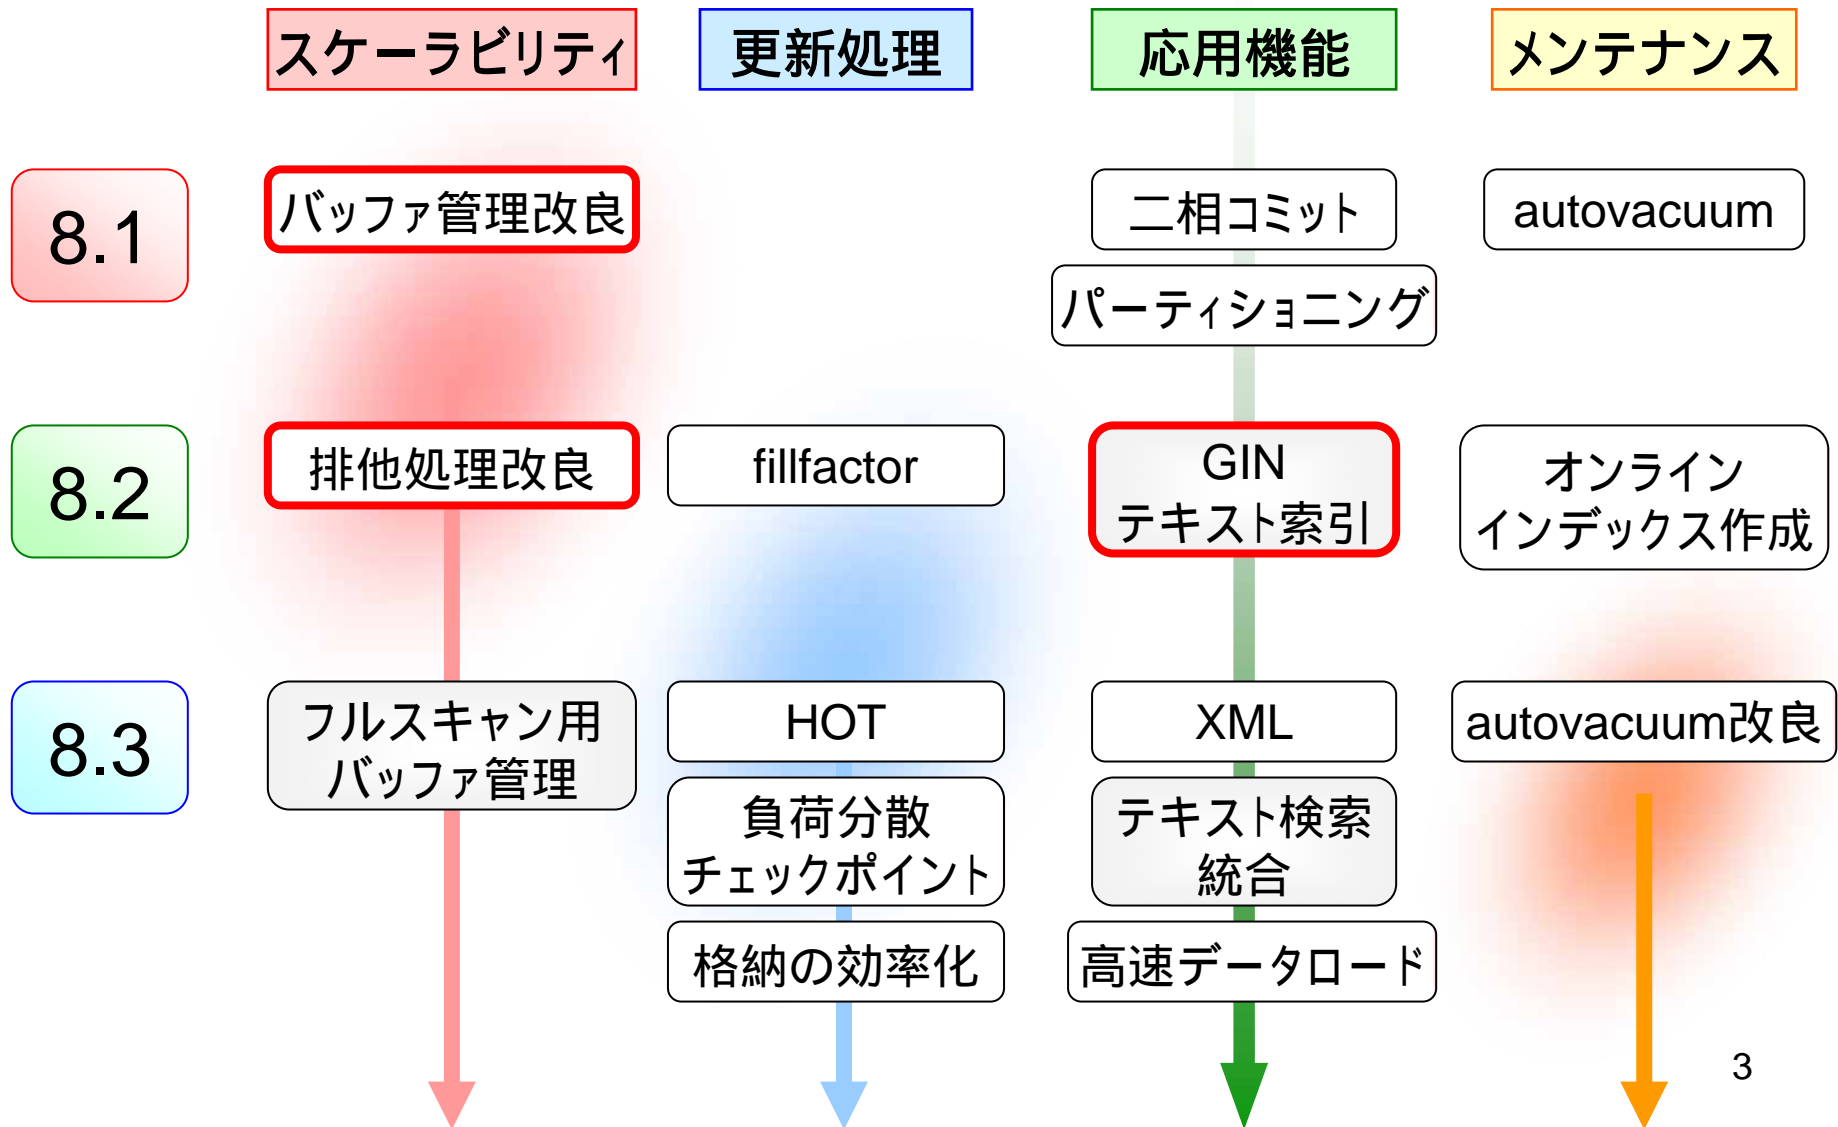 スケーラビリティ
更新処理
応用機能
メンテナンス
8.1
バッファ管理改良
二相コミット
autovacuum
パーティショニング
8.2
排他処理改良
fillfactor
GIN
テキスト索引
オンライン
インデックス作成
8.3
フルスキャン用
バッファ管理
HOT
XML
autovacuum改良
負荷分散
チェックポイント
テキスト検索
統合
格納の効率化
高速データロード
3